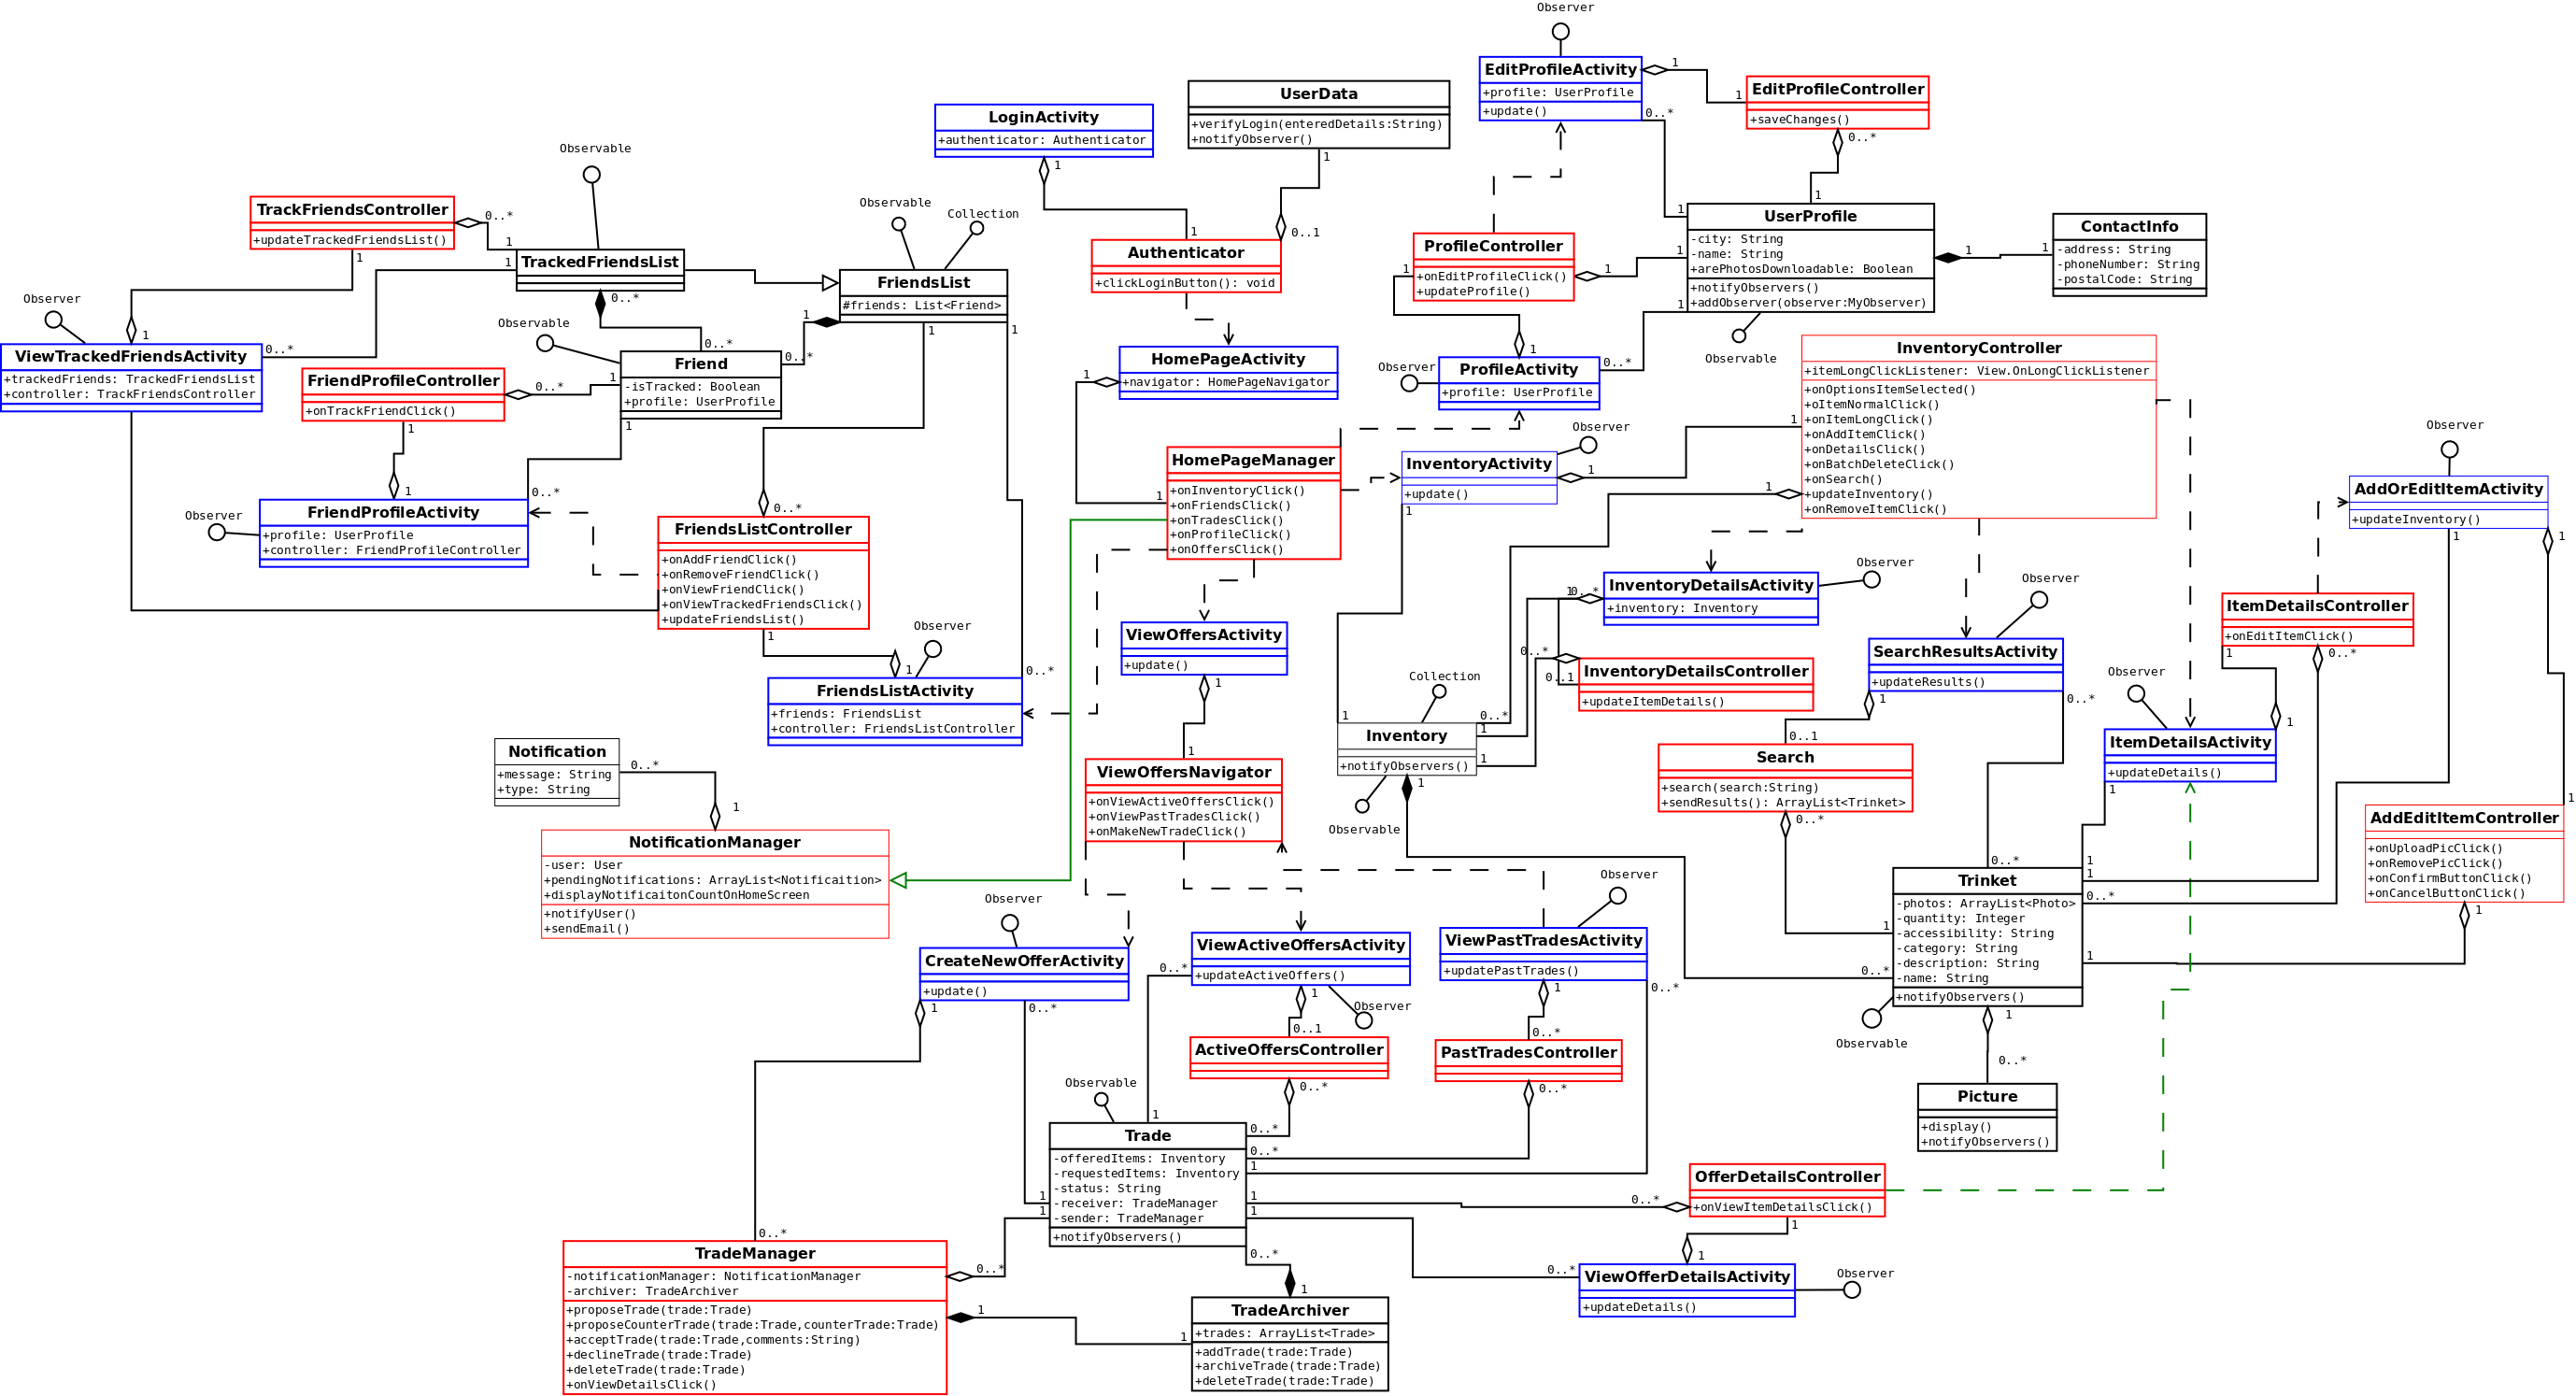 Observer
EditProfileActivity
+profile: UserProfile
+update()
1
1
0..*
EditProfileController
+saveChanges()
0..*
1
UserData
+verifyLogin(enteredDetails:String)
+notifyObserver()
1
LoginActivity
+authenticator: Authenticator
1
Observable
TrackFriendsController
+updateTrackedFriendsList()
0..*
1
1
1
TrackedFriendsList
0..*
Observable
Collection
FriendsList
#friends: List<Friend>
1
1
1
1
0..1
Authenticator
+clickLoginButton(): void
ProfileController
+onEditProfileClick()
+updateProfile()
1
1
1
1
1
UserProfile
-city: String
-name: String
+arePhotosDownloadable: Boolean
+notifyObservers()
+addObserver(observer:MyObserver)
1
1
ContactInfo
-address: String
-phoneNumber: String
-postalCode: String
Observable
Observer
ViewTrackedFriendsActivity
+trackedFriends: TrackedFriendsList
+controller: TrackFriendsController
1
0..*
Observable
Friend
-isTracked: Boolean
+profile: UserProfile
0..*
0..*
1
1
FriendProfileController
+onTrackFriendClick()
0..*
1
HomePageActivity
+navigator: HomePageNavigator
1
Observer
ProfileActivity
+profile: UserProfile
1
0..*
InventoryController
+itemLongClickListener: View.OnLongClickListener
+onOptionsItemSelected()
+oItemNormalClick()
+onItemLongClick()
+onAddItemClick()
+onDetailsClick()
+onBatchDeleteClick()
+onSearch()
+updateInventory()
+onRemoveItemClick()
1
1
HomePageManager
+onInventoryClick()
+onFriendsClick()
+onTradesClick()
+onProfileClick()
+onOffersClick()
1
Observer
InventoryActivity
+update()
1
1
Observer
AddOrEditItemActivity
+updateInventory()
1
1
Observer
FriendProfileActivity
+profile: UserProfile
+controller: FriendProfileController
1
0..*
FriendsListController
+onAddFriendClick()
+onRemoveFriendClick()
+onViewFriendClick()
+onViewTrackedFriendsClick()
+updateFriendsList()
0..*
1
Observer
FriendsListActivity
+friends: FriendsList
+controller: FriendsListController
1
0..*
ViewOffersActivity
+update()
1
Observer
InventoryDetailsActivity
+inventory: Inventory
1
0..*
InventoryDetailsController
+updateItemDetails()
0..*
0..1
Observer
SearchResultsActivity
+updateResults()
1
0..*
ItemDetailsController
+onEditItemClick()
1
0..*
Observer
ItemDetailsActivity
+updateDetails()
1
1
Collection
Inventory
+notifyObservers()
1
0..*
1
1
1
Observable
Search
+search(search:String)
+sendResults(): ArrayList<Trinket>
0..1
0..*
Notification
+message: String
+type: String
0..*
1
NotificationManager
-user: User
+pendingNotifications: ArrayList<Notificaition>
+displayNotificaitonCountOnHomeScreen
+notifyUser()
+sendEmail()
ViewOffersNavigator
+onViewActiveOffersClick()
+onViewPastTradesClick()
+onMakeNewTradeClick()
1
AddEditItemController
+onUploadPicClick()
+onRemovePicClick()
+onConfirmButtonClick()
+onCancelButtonClick()
1
1
Trinket
-photos: ArrayList<Photo>
-quantity: Integer
-accessibility: String
-category: String
-description: String
-name: String
+notifyObservers()
0..*
1
1
0..*
1
1
0..*
1
Observable
0..*
Picture
+display()
+notifyObservers()
Observer
CreateNewOfferActivity
+update()
1
0..*
ViewActiveOffersActivity
+updateActiveOffers()
0..*
1
Observer
Observer
ViewPastTradesActivity
+updatePastTrades()
1
0..*
ActiveOffersController
0..1
0..*
PastTradesController
0..*
0..*
Observable
Trade
-offeredItems: Inventory
-requestedItems: Inventory
-status: String
-receiver: TradeManager
-sender: TradeManager
+notifyObservers()
1
0..*
0..*
1
1
1
1
1
0..*
OfferDetailsController
+onViewItemDetailsClick()
0..*
1
ViewOfferDetailsActivity
+updateDetails()
1
0..*
Observer
TradeManager
-notificationManager: NotificationManager
-archiver: TradeArchiver
+proposeTrade(trade:Trade)
+proposeCounterTrade(trade:Trade,counterTrade:Trade)
+acceptTrade(trade:Trade,comments:String)
+declineTrade(trade:Trade)
+deleteTrade(trade:Trade)
+onViewDetailsClick()
0..*
0..*
1
TradeArchiver
+trades: ArrayList<Trade>
+addTrade(trade:Trade)
+archiveTrade(trade:Trade)
+deleteTrade(trade:Trade)
1
1